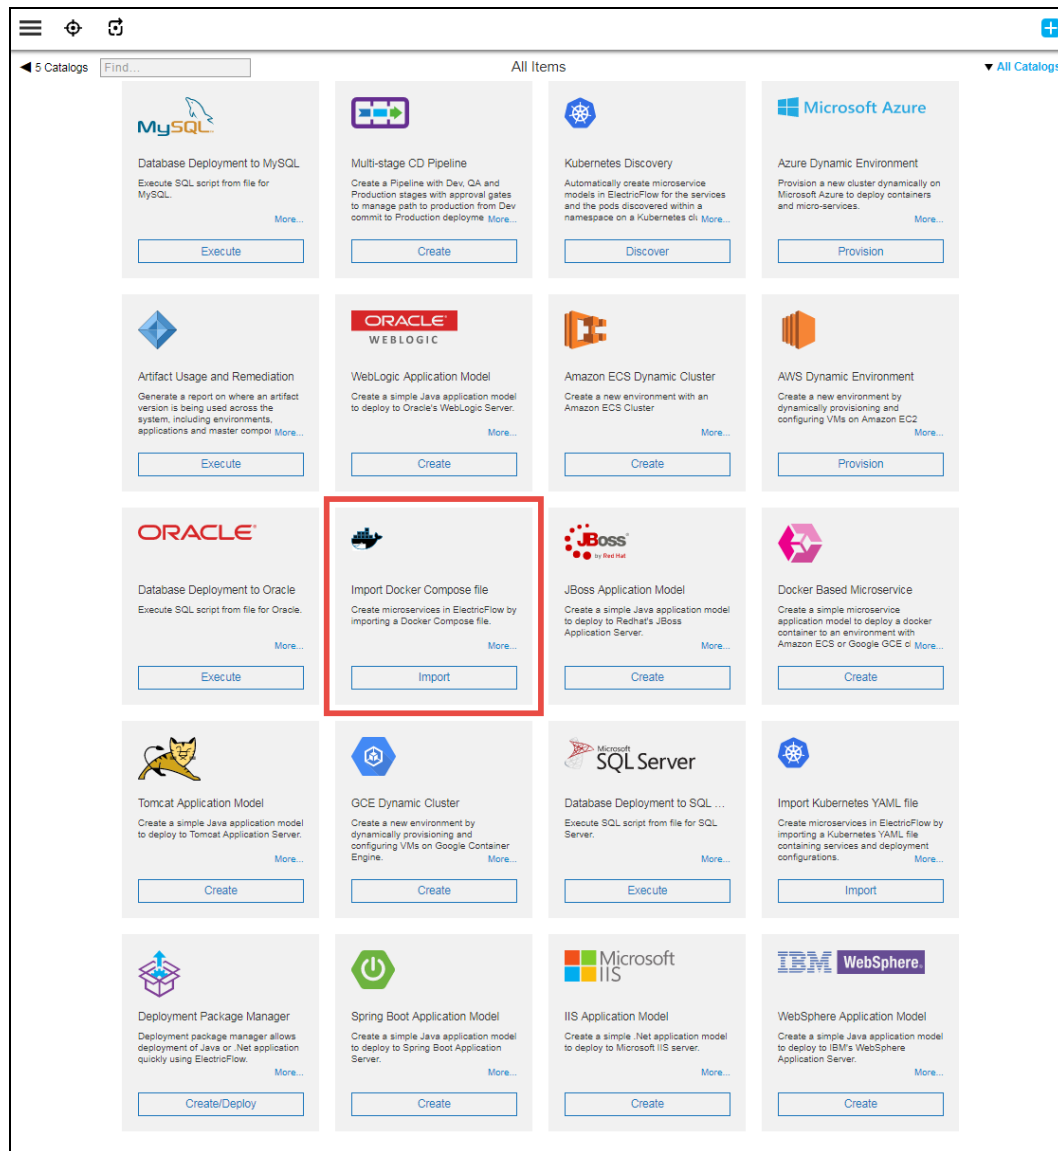 5 Catalogs
Find...
All Items
All Catalogs
MySQL
Database Deployment to MySQL
Execute SQL script from file for
MySQL.
More...
Execute
Multi-stage CD Pipeline
Create a Pipeline with Dev, QA and
Production stages with approval gates
to manage path to production from Dev
commit to Production deployme More...
Create
Kubernetes Discovery
Automatically create microservice
models in ElectricFlow for the services
and the pods discovered within a
namespace on a Kubernetes clu More...
Discover
Microsoft Azure
Azure Dynamic Environment
Provision a new cluster dynamically on
Microsoft Azure to deploy containers
and micro-services.
More...
Provision
Artifact Usage and Remediation
Generate a report on where an artifact
version is being used across the
system, including environments,
applications and master compor More...
Execute
ORACLE
WEBLOGIC
WebLogic Application Model
Create a simple Java application model
to deploy to Oracle's WebLogic Server.
More...
Create
Amazon ECS Dynamic Cluster
Create a new environment with an
Amazon ECS Cluster
More...
Create
AWS Dynamic Environment
Create a new environment by
dynamically provisioning and
configuring VMs on Amazon EC2
More...
Provision
ORACLE
Database Deployment to Oracle
Execute SQL script from file for Oracle.
More...
Execute
Import Docker Compose file
Create microservices in ElectricFlow by
importing a Docker Compose file.
More...
Import
JBoss
by Red Hat
JBoss Application Model
Create a simple Java application model
to deploy to Redhat's JBoss
Application Server.
More...
Create
Docker Based Microservice
Create a simple microservice
application model to deploy a docker
container to an environment with
Amazon ECS or Google GCE cl More...
Create
Tomcat Application Model
Create a simple Java application model
to deploy to Tomcat Application Server.
More...
Create
GCE Dynamic Cluster
Create a new environment by
dynamically provisioning and
configuring VMs on Google Container
Engine. More...
Create
Microsoft
SQL Server
Database Deployment to SQL ...
Execute SQL script from file for SQL
Server.
More...
Execute
Import Kubernetes YAML file
Create microservices in ElectricFlow by
importing a Kubernetes YAML file
containing services and deployment
configurations. More...
Import
Deployment Package Manager
Deployment package manager allows
deployment of Java or .Net application
quickly using ElectricFlow.
More...
Create/Deploy
Spring Boot Application Model
Create a simple Java application model
to deploy to Spring Boot Application
Server.
More...
Create
Microsoft
IIS
IIS Application Model
Create a simple .Net application model
to deploy to Microsoft IIS server.
More...
Create
IBM WebSphere.
WebSphere Application Model
Create a simple Java application model
to deploy to IBM's WebSphere
Application Server.
More...
Create